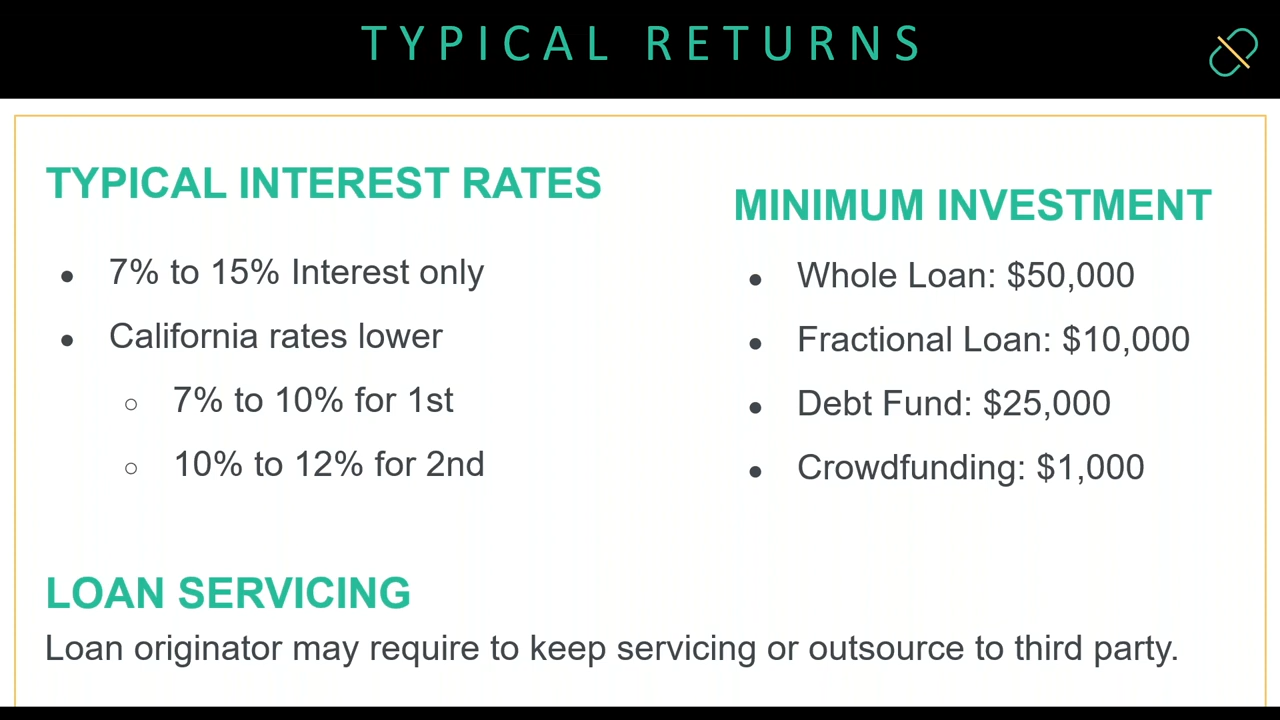 TYPICAL RETURNS
TYPICAL INTEREST RATES
● 7% to 15% Interest only
● California rates lower
○ 7% to 10% for 1st
○ 10% to 12% for 2nd
MINIMUM INVESTMENT
● Whole Loan: $50,000
● Fractional Loan: $10,000
● Debt Fund: $25,000
● Crowdfunding: $1,000
LOAN SERVICING
Loan originator may require to keep servicing or outsource to third party.